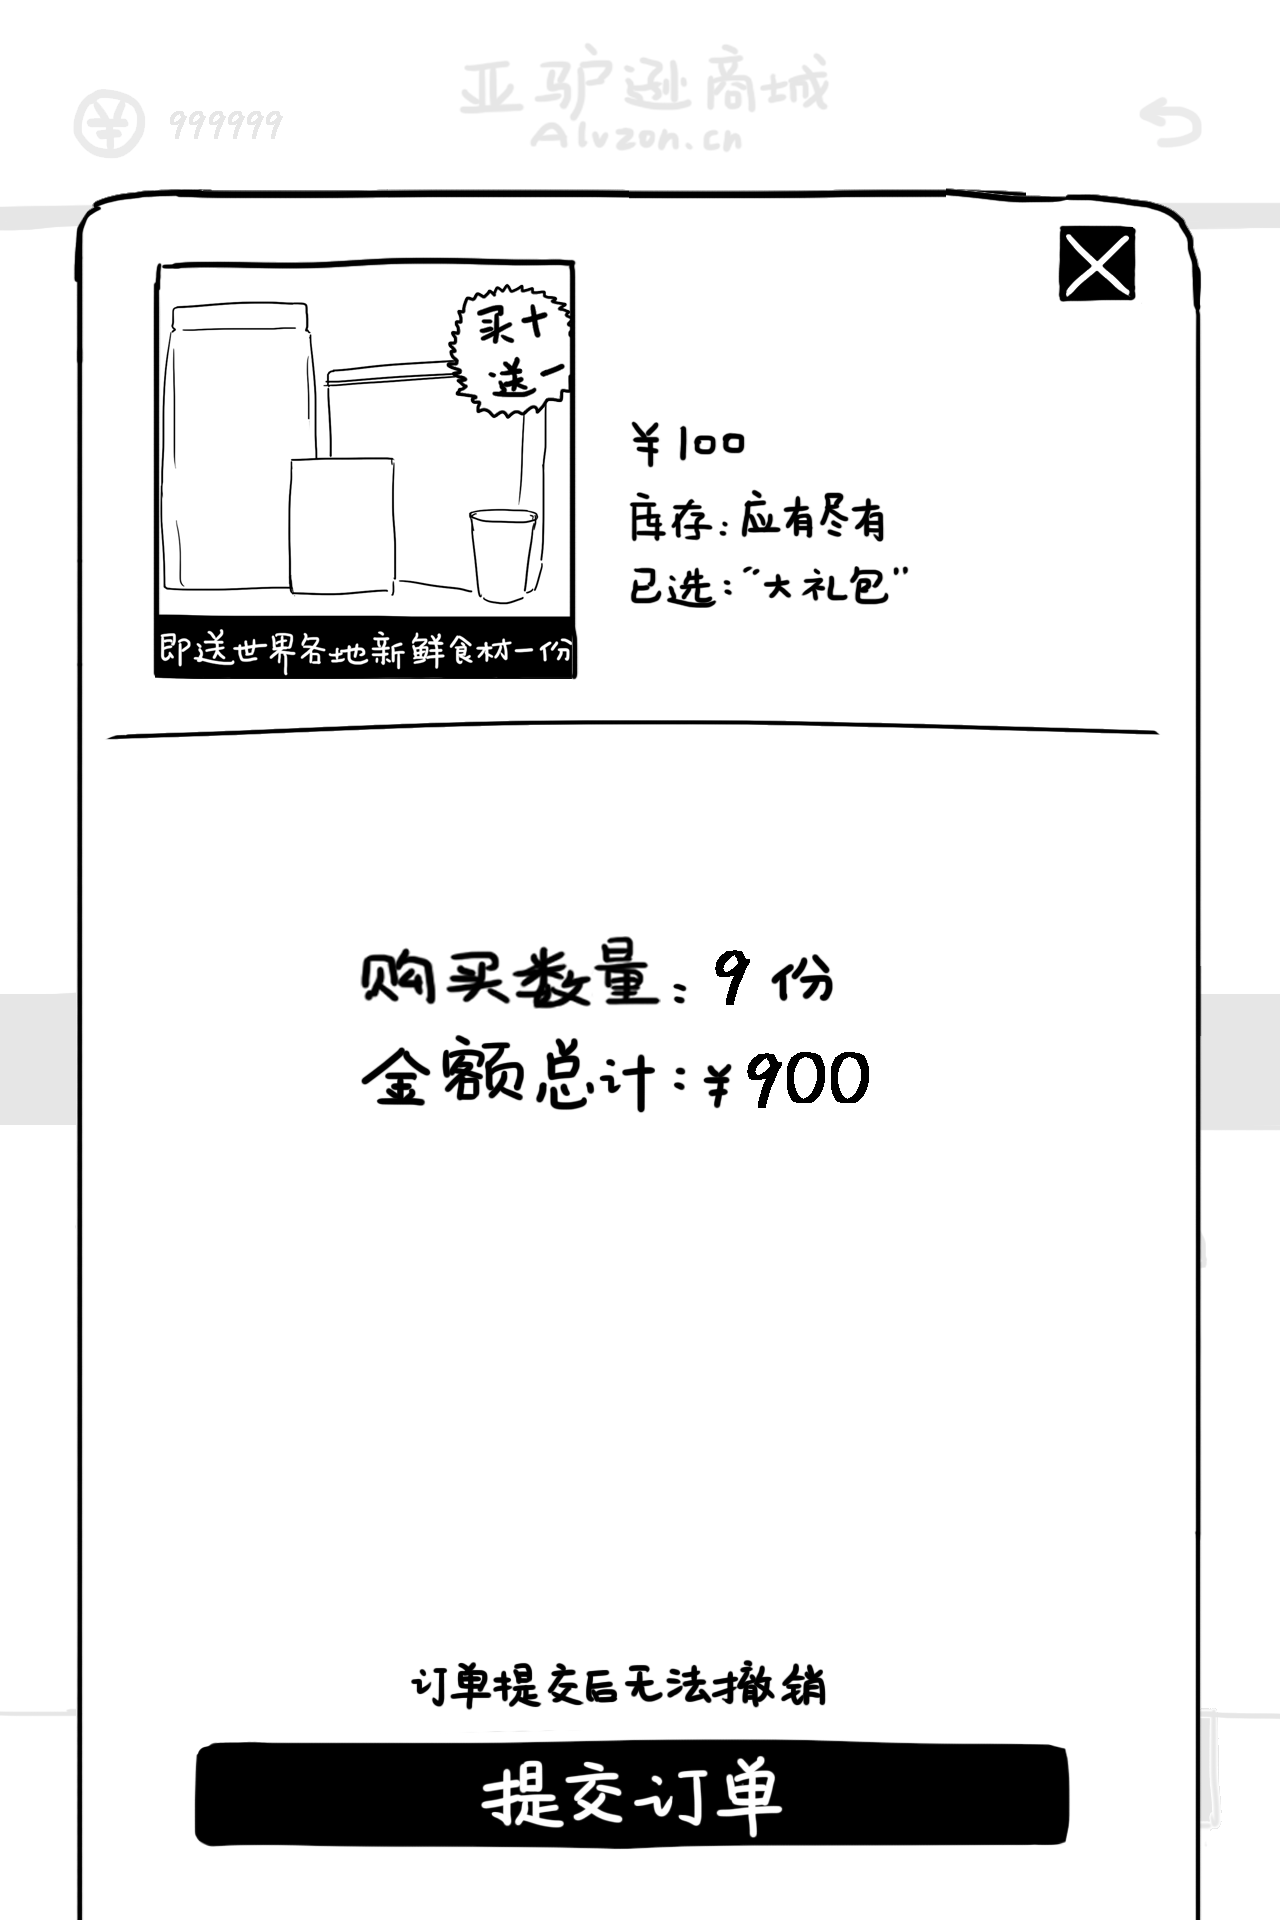 亚驴逊商城
Alvzon.cn
¥ 999999
买十
送一
¥100
库存:应有尽有
已选:"大礼包"
即送世界各地新鲜食材一份
购买数量:9份
金额总计:¥900
订单提交后无法撤销
提交订单